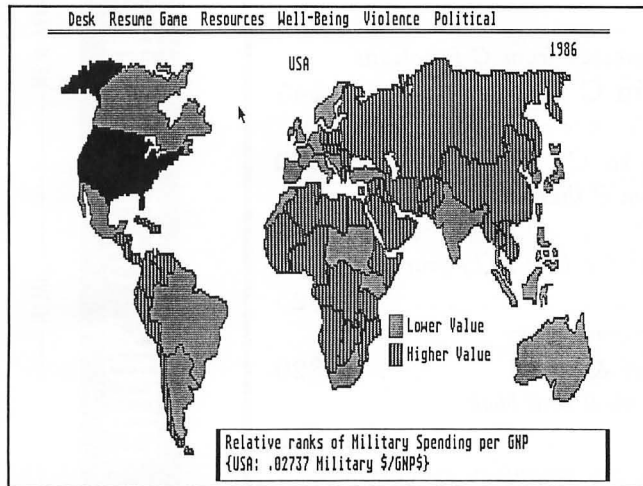 Desk Resume Game Resources Well-Being Violence Political
1986
USA
Lower Value
Higher Value
Relative ranks of Military Spending per GNP
{USA: .02737 Military $/GNP$}